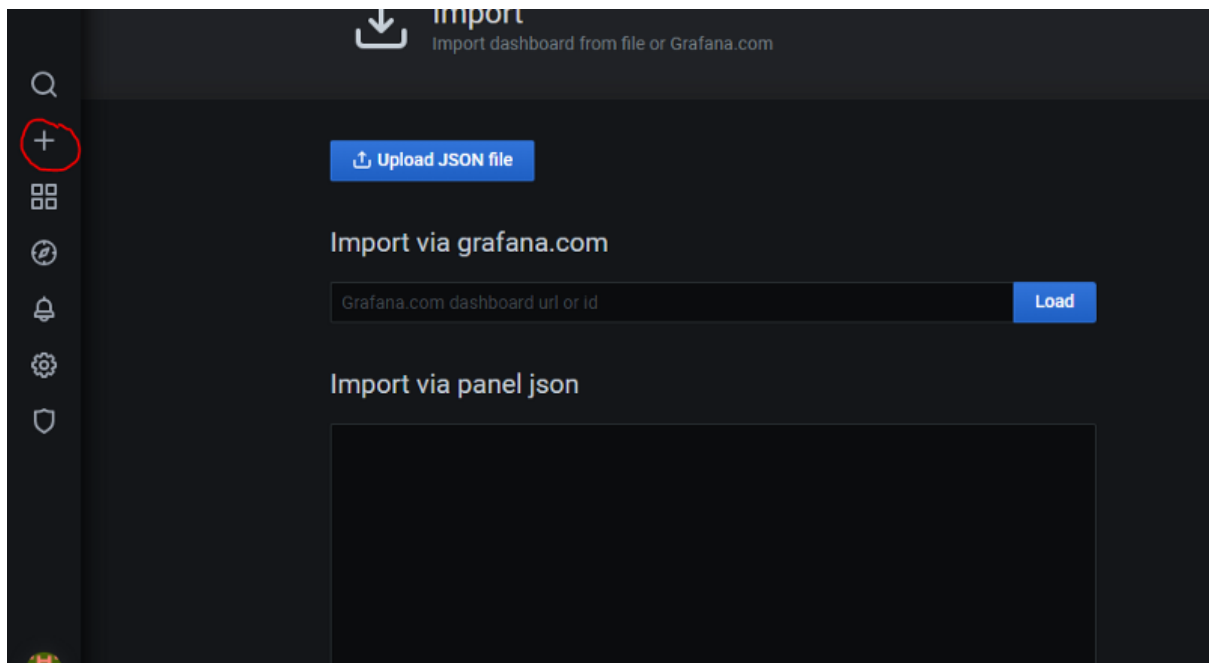 Import
Import dashboard from file or Grafana.com
Upload JSON file
Import via grafana.com
Grafana.com dashboard url or id
Load
Import via panel json